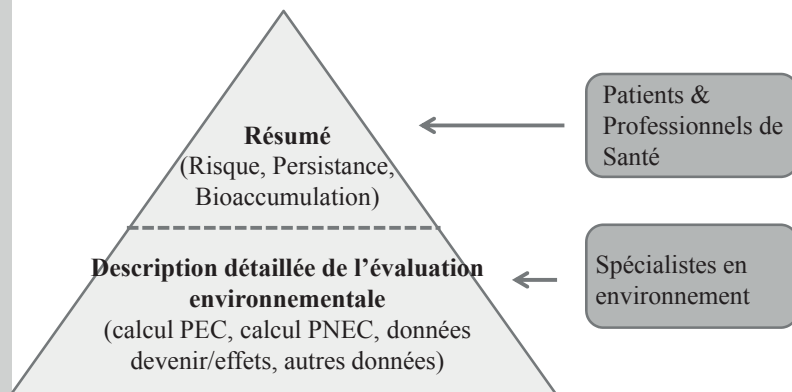 Résumé
(Risque, Persistance,
Bioaccumulation)
Patients &
Professionnels de
Santé
Description détaillée de l’évaluation
environnementale
(calcul PEC, calcul PNEC, données
devenir/effets, autres données)
Spécialistes en
environnement